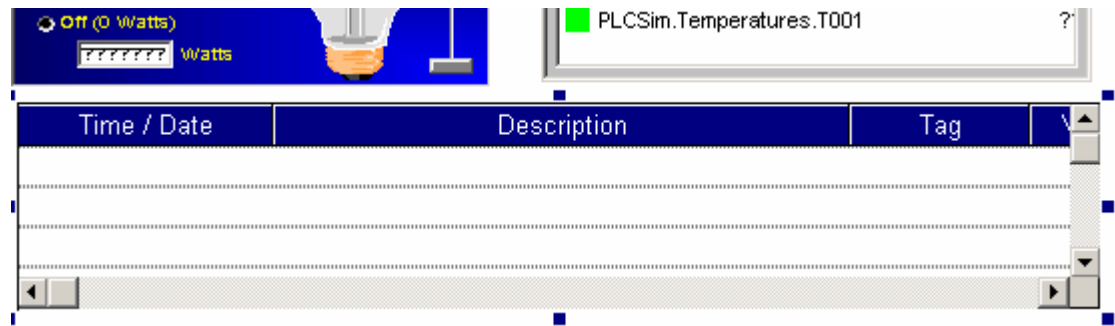 Off (0 Watts)
??????? Watts
PLCSim.Temperatures.T001 ?
Time / Date Description Tag